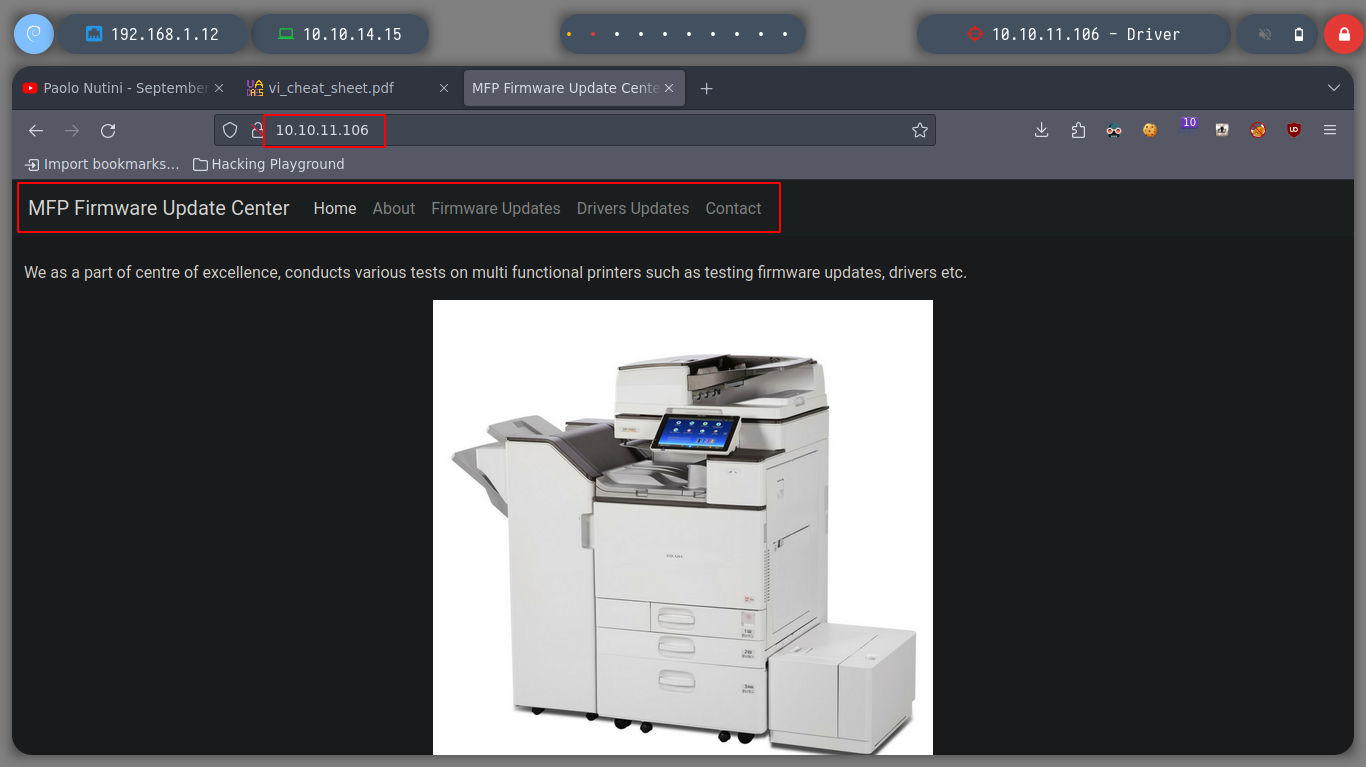 192.168.1.12 10.10.14.15 10.10.11.106 - Driver
Paolo Nutini - September vi_cheat_sheet.pdf MFP Firmware Update Cente
10.10.11.106 10
Import bookmarks... Hacking Playground
MFP Firmware Update Center Home About Firmware Updates Drivers Updates Contact
We as a part of centre of excellence, conducts various tests on multi functional printers such as testing firmware updates, drivers etc.
RICOH